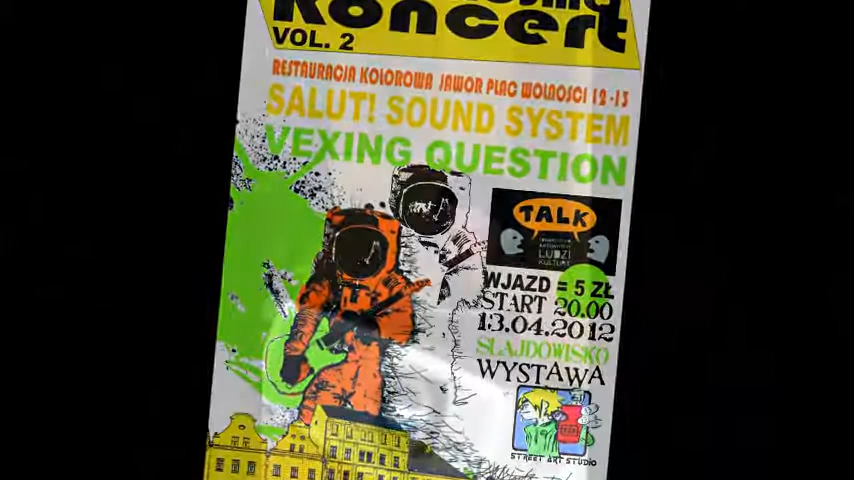 Koncert
VOL. 2
RESTAURACJA KOLOROWA JAWOR PLAC WOLNOŚCI 12-13
SALUT! SOUND SYSTEM
VEXING QUESTION
TALK
LUDZI
KULTURY
WJAZD = 5 ZŁ
START 20.00
13.04.2012
SLAJDOWISKO
WYSTAWA
STREET ART STUDIO